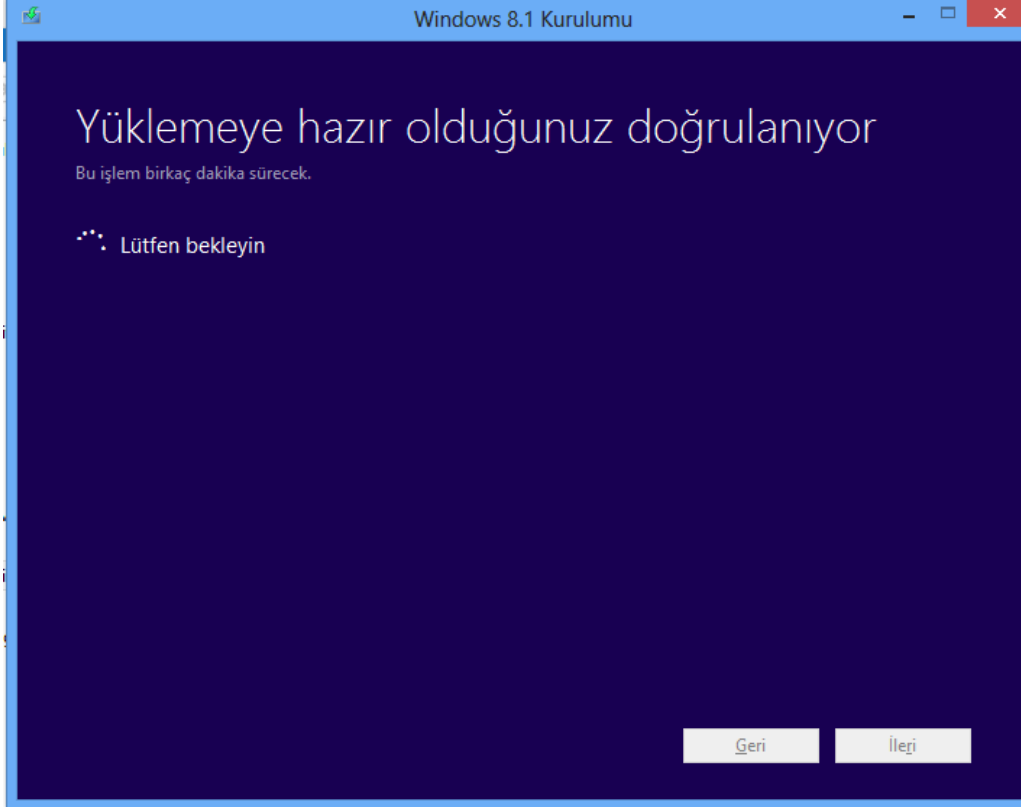 Windows 8.1 Kurulumu
Yüklemeye hazır olduğunuz doğrulanıyor
Bu işlem birkaç dakika sürecek.
Lütfen bekleyin
Geri
İleri